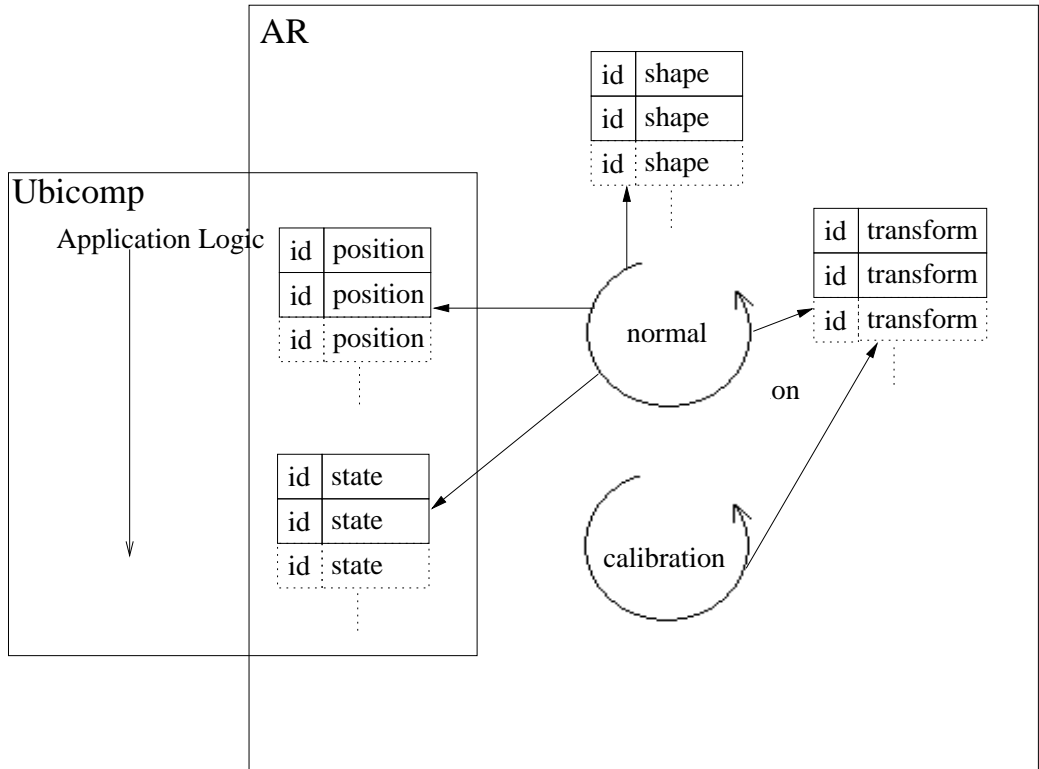 AR
id shape
id shape
id shape
Ubicomp
Application Logic
id position
id position
id position
id transform
id transform
id transform
normal
on
id state
id state
id state
calibration